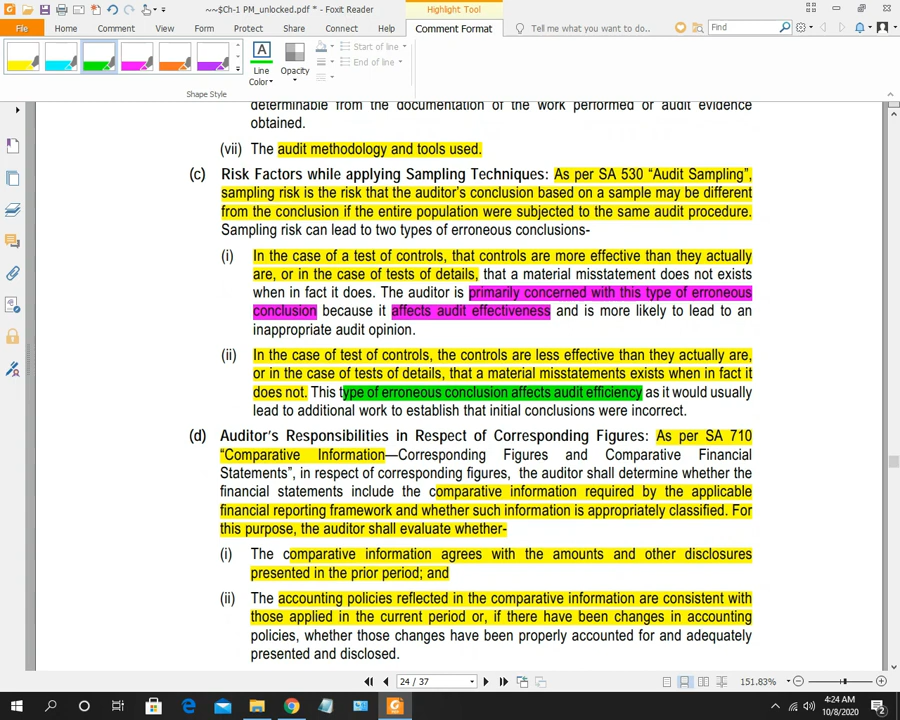 ~~$Ch-1 PM_unlocked.pdf * - Foxit Reader
Highlight Tool
File Home Comment View Form Protect Share Connect Help Comment Format Tell me what you want to do.. Find
Start of line
End of line
Line Color Opacity
Shape Style
determinable from the documentation of the work performed or audit evidence
obtained.
(vii) The audit methodology and tools used.
(c) Risk Factors while applying Sampling Techniques: As per SA 530 “Audit Sampling”,
sampling risk is the risk that the auditor’s conclusion based on a sample may be different
from the conclusion if the entire population were subjected to the same audit procedure.
Sampling risk can lead to two types of erroneous conclusions-
(i) In the case of a test of controls, that controls are more effective than they actually
are, or in the case of tests of details, that a material misstatement does not exists
when in fact it does. The auditor is primarily concerned with this type of erroneous
conclusion because it affects audit effectiveness and is more likely to lead to an
inappropriate audit opinion.
(ii) In the case of test of controls, the controls are less effective than they actually are,
or in the case of tests of details, that a material misstatements exists when in fact it
does not. This type of erroneous conclusion affects audit efficiency as it would usually
lead to additional work to establish that initial conclusions were incorrect.
(d) Auditor’s Responsibilities in Respect of Corresponding Figures: As per SA 710
“Comparative Information—Corresponding Figures and Comparative Financial
Statements”, in respect of corresponding figures, the auditor shall determine whether the
financial statements include the comparative information required by the applicable
financial reporting framework and whether such information is appropriately classified. For
this purpose, the auditor shall evaluate whether-
(i) The comparative information agrees with the amounts and other disclosures
presented in the prior period; and
(ii) The accounting policies reflected in the comparative information are consistent with
those applied in the current period or, if there have been changes in accounting
policies, whether those changes have been properly accounted for and adequately
presented and disclosed.
24 / 37
151.83%
4:24 AM
10/8/2020
2